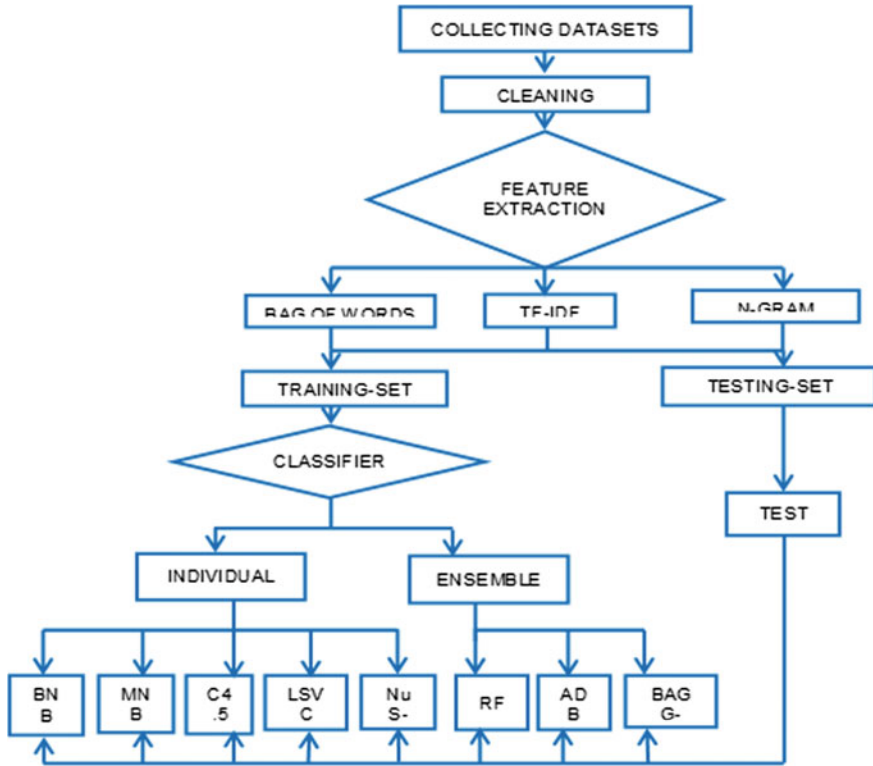 COLLECTING DATASETS
CLEANING
FEATURE
EXTRACTION
BAG OF WORDS
TF-IDF
N-GRAM
TRAINING-SET
TESTING-SET
CLASSIFIER
TEST
INDIVIDUAL
ENSEMBLE
BN
B
MN
B
C4
.5
LSV
C
Nu
S-
RF
AD
B
BAG
G-